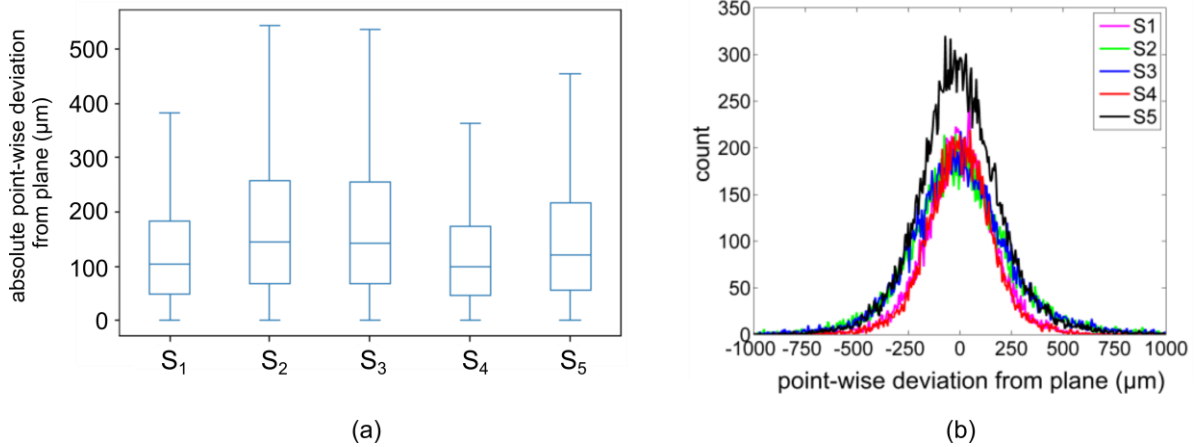 absolute point-wise deviation
from plane (µm)
500
400
300
200
100
0
S₁ S₂ S₃ S₄ S₅
(a)
count
350
300
250
200
150
100
50
0
-1000 -750 -500 -250 0 250 500 750 1000
point-wise deviation from plane (µm)
S1
S2
S3
S4
S5
(b)